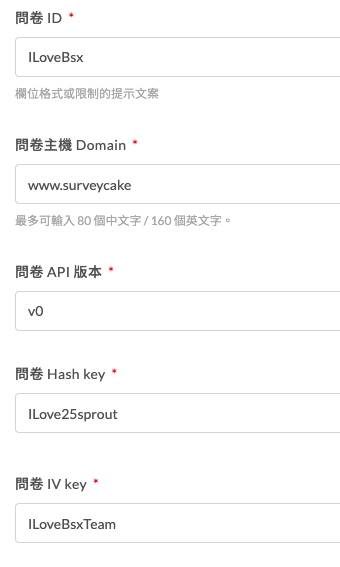 問卷 ID *
ILoveBsx
欄位格式或限制的提示文案
問卷主機 Domain *
www.surveycake
最多可輸入 80 個中文字 / 160 個英文字。
問卷 API 版本 *
v0
問卷 Hash key *
ILove25sprout
問卷 IV key *
ILoveBsxTeam